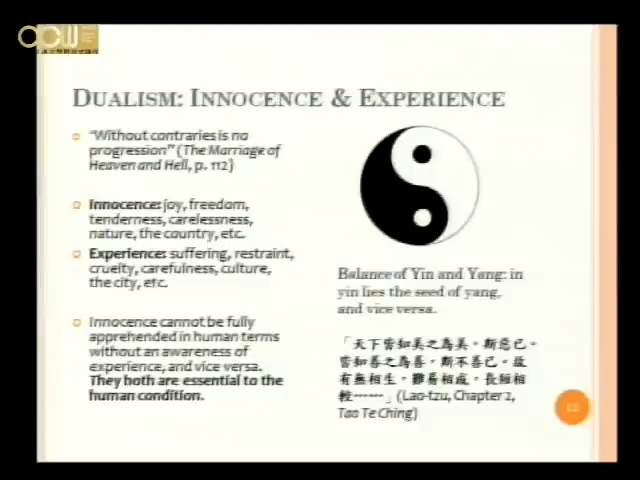 OCW
DUALISM: INNOCENCE & EXPERIENCE
"Without contraries is no
progression" (The Marriage of
Heaven and Hell, p. 112)
Innocence: joy, freedom,
tenderness, carelessness,
nature, the country, etc.
Experience: suffering, restraint,
cruelty, carefulness, culture,
the city, etc.
Innocence cannot be fully
apprehended in human terms
without an awareness of
experience, and vice versa.
They both are essential to the
human condition.
Balance of Yin and Yang: in
yin lies the seed of yang,
and vice versa.
「天下皆知美之為美，斯惡已。
皆知善之為善，斯不善已。故
有無相生，難易相成，長短相
較……」(Lao-tzu, Chapter 2,
Tao Te Ching)
12